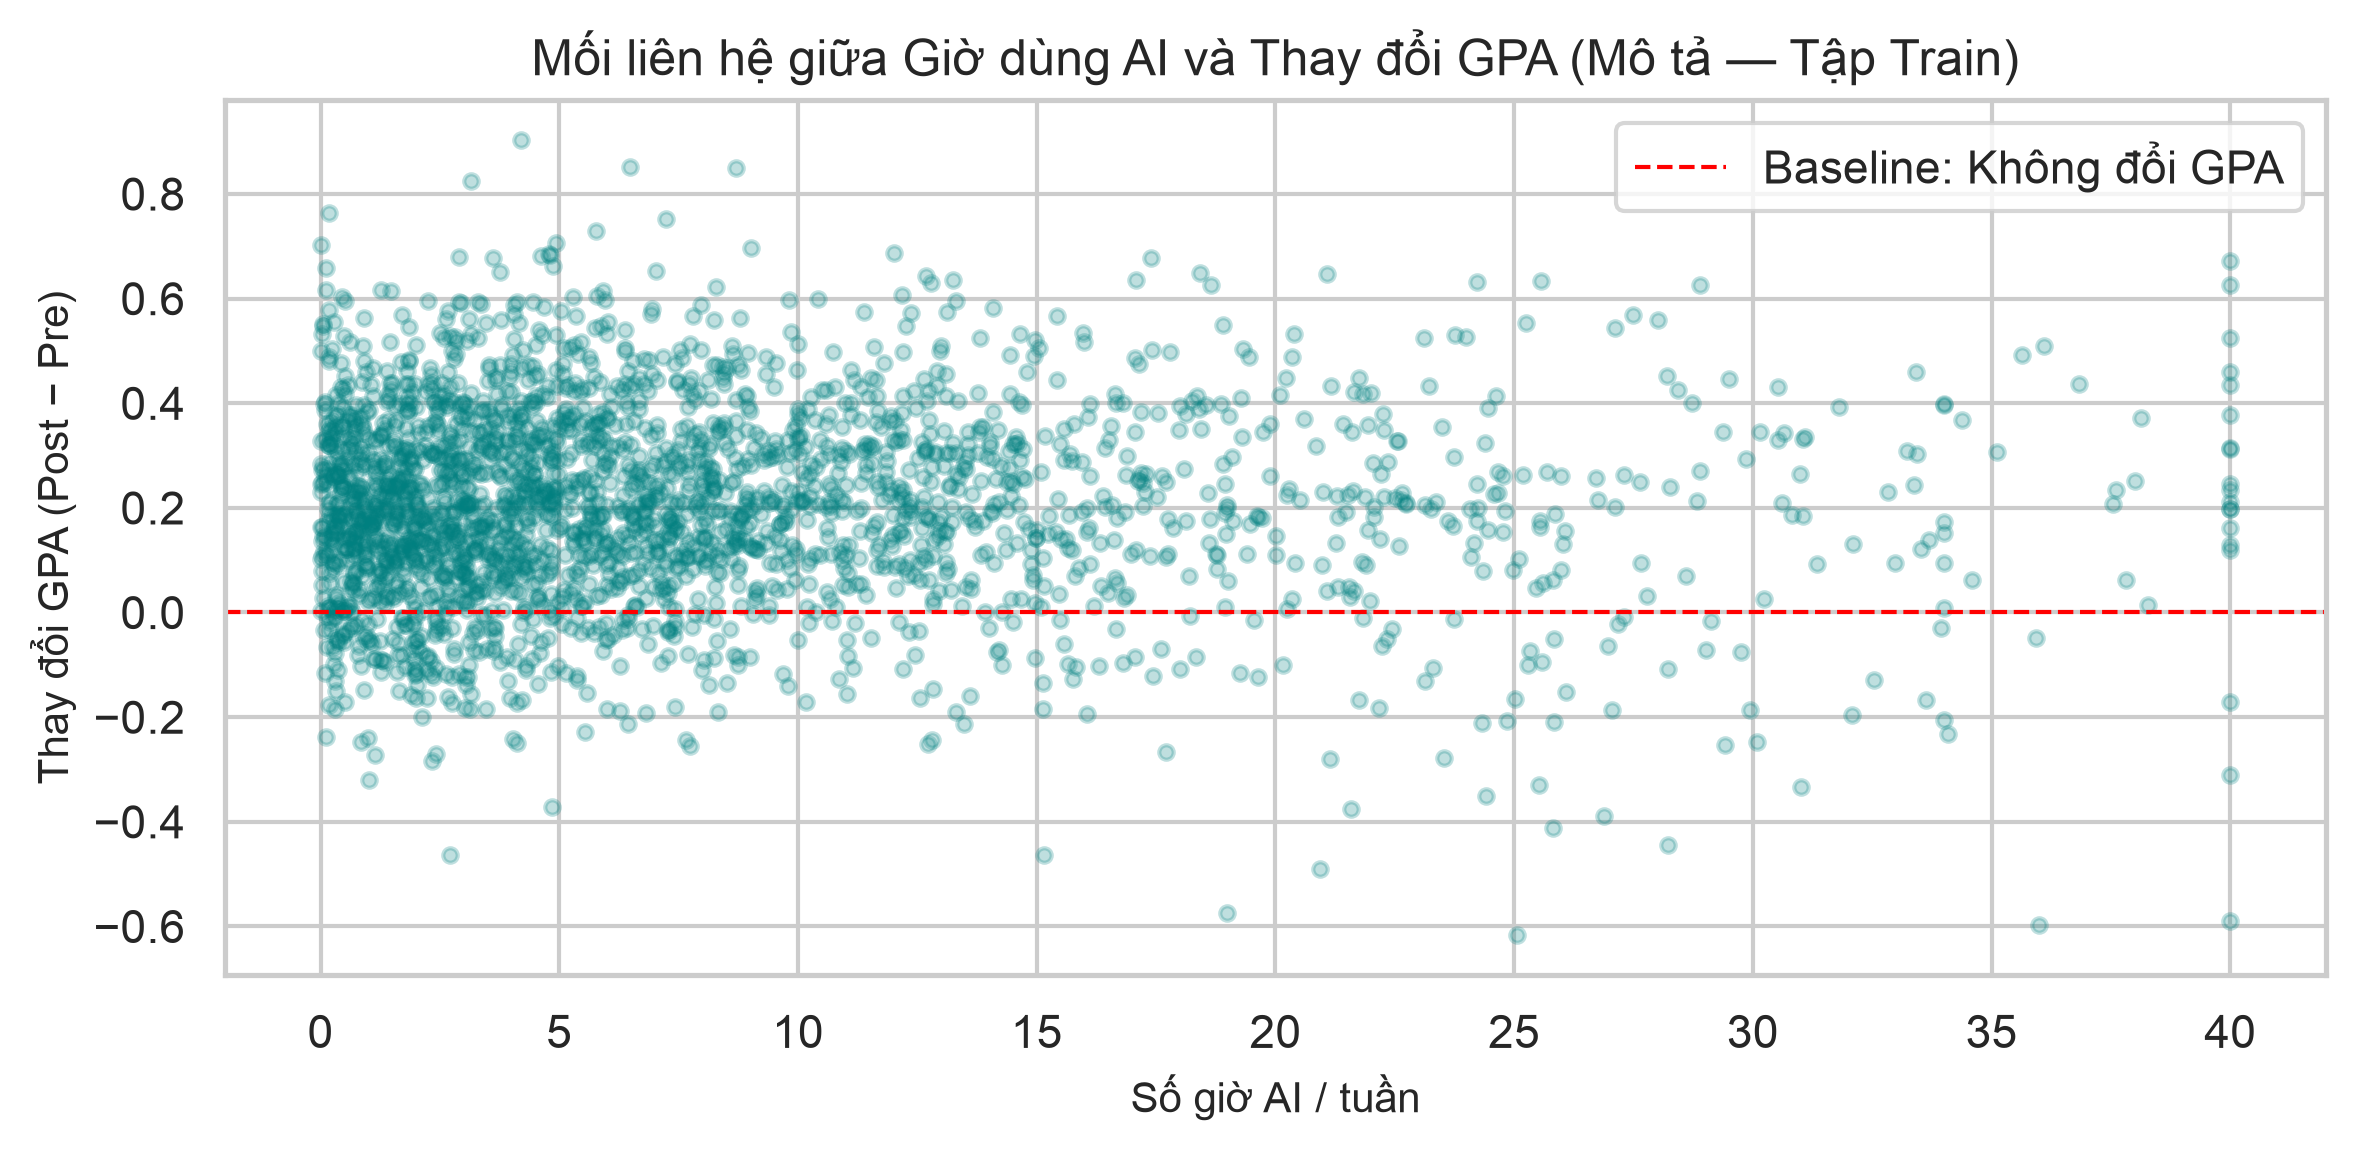 Mối liên hệ giữa Giờ dùng AI và Thay đổi GPA (Mô tả — Tập Train)
Baseline: Không đổi GPA
Thay đổi GPA (Post − Pre)
0.8
0.6
0.4
0.2
0.0
−0.2
−0.4
−0.6
0 5 10 15 20 25 30 35 40
Số giờ AI / tuần